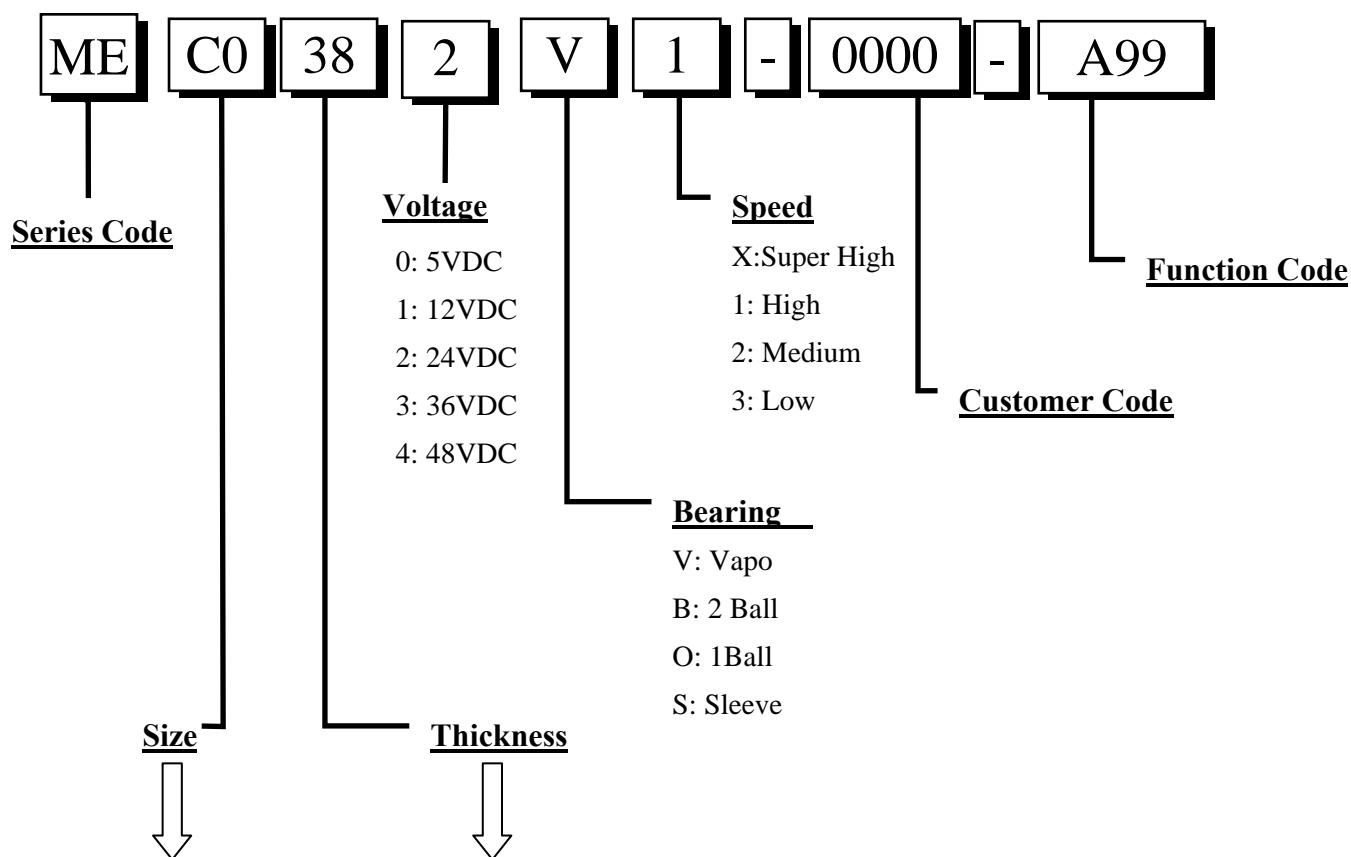 ME C0 38 2 V 1 - 0000 - A99
Series Code
Voltage
0: 5VDC
1: 12VDC
2: 24VDC
3: 36VDC
4: 48VDC
Speed
X:Super High
1: High
2: Medium
3: Low
Function Code
Customer Code
Bearing
V: Vapo
B: 2 Ball
O: 1Ball
S: Sleeve
Size
Thickness